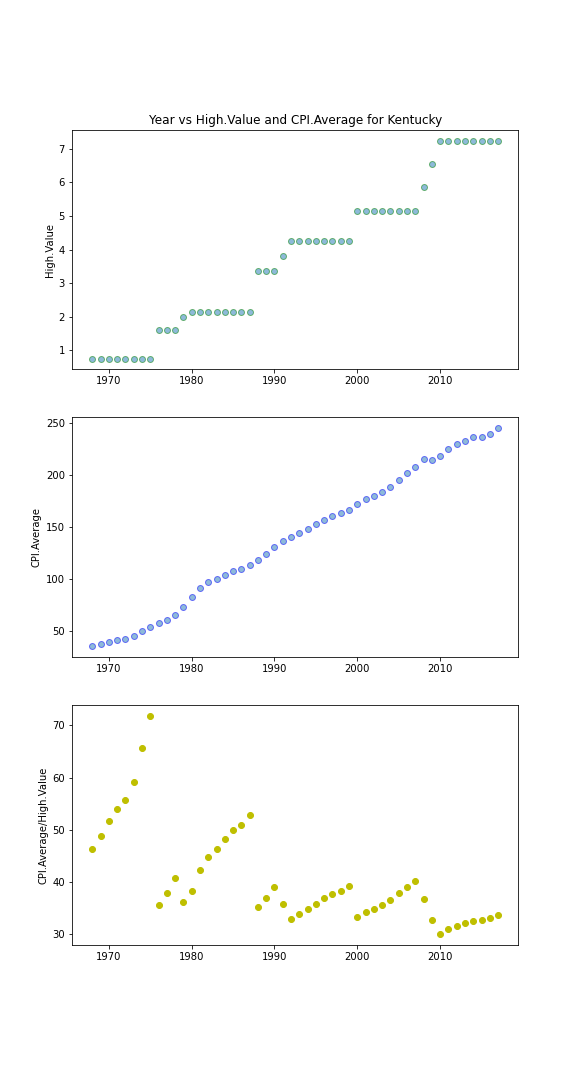 Year vs High.Value and CPI.Average for Kentucky
7
6
5
4
3
2
1
High.Value
1970 1980 1990 2000 2010
250
200
150
100
50
CPI.Average
1970 1980 1990 2000 2010
70
60
50
40
30
CPI.Average/High.Value
1970 1980 1990 2000 2010